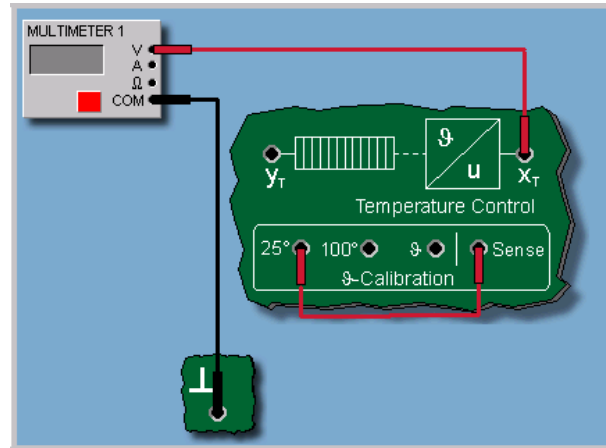 MULTIMETER 1
V
A
Ω
COM
ϑ
u
y_T
x_T
Temperature Control
25° 100° ϑ Sense
ϑ-Calibration
⊥